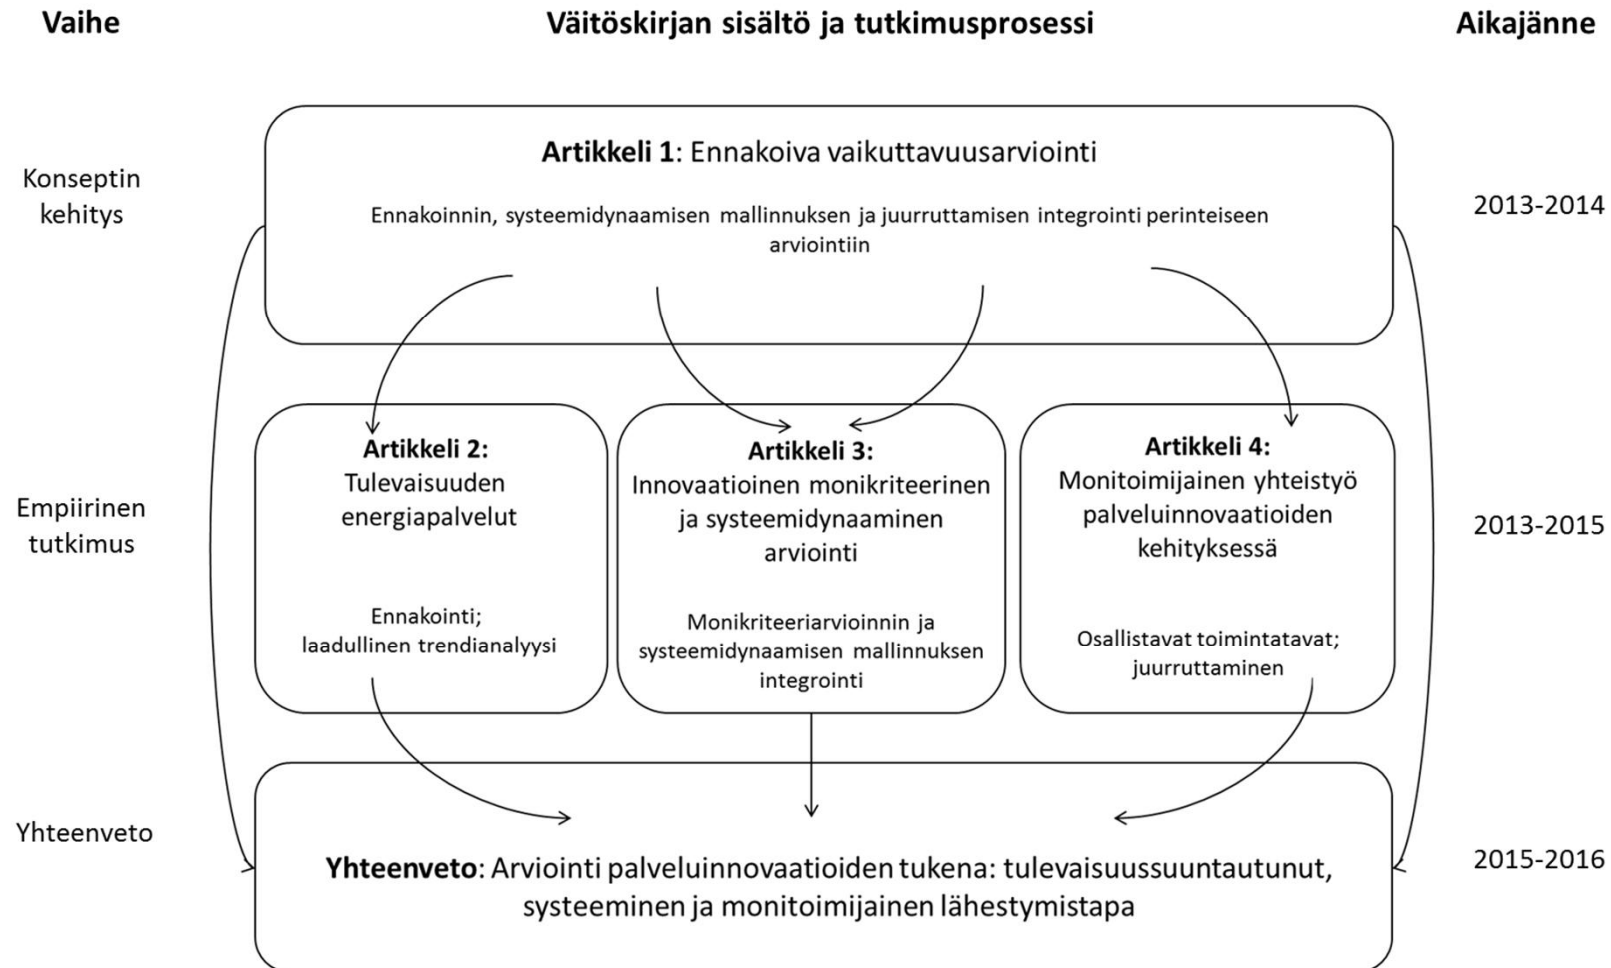 Vaihe
Väitöskirjan sisältö ja tutkimusprosessi
Aikajänne
Konseptin
kehitys
Artikkeli 1: Ennakoiva vaikuttavuusarviointi
Ennakoinnin, systeemidynaamisen mallinnuksen ja juurruttamisen integrointi perinteiseen
arviointiin
2013-2014
Empiirinen
tutkimus
Artikkeli 2:
Tulevaisuuden
energiapalvelut
Ennakointi;
laadullinen trendianalyysi
Artikkeli 3:
Innovaatioinen monikriteerinen
ja systeemidynaaminen
arviointi
Monikriteeriarvioinnin ja
systeemidynaamisen mallinnuksen
integrointi
Artikkeli 4:
Monitoimijainen yhteistyö
palveluinnovaatioiden
kehityksessä
Osallistavat toimintatavat;
juurruttaminen
2013-2015
Yhteenveto
Yhteenveto: Arviointi palveluinnovaatioiden tukena: tulevaisuussuuntautunut,
systeeminen ja monitoimijainen lähestymistapa
2015-2016